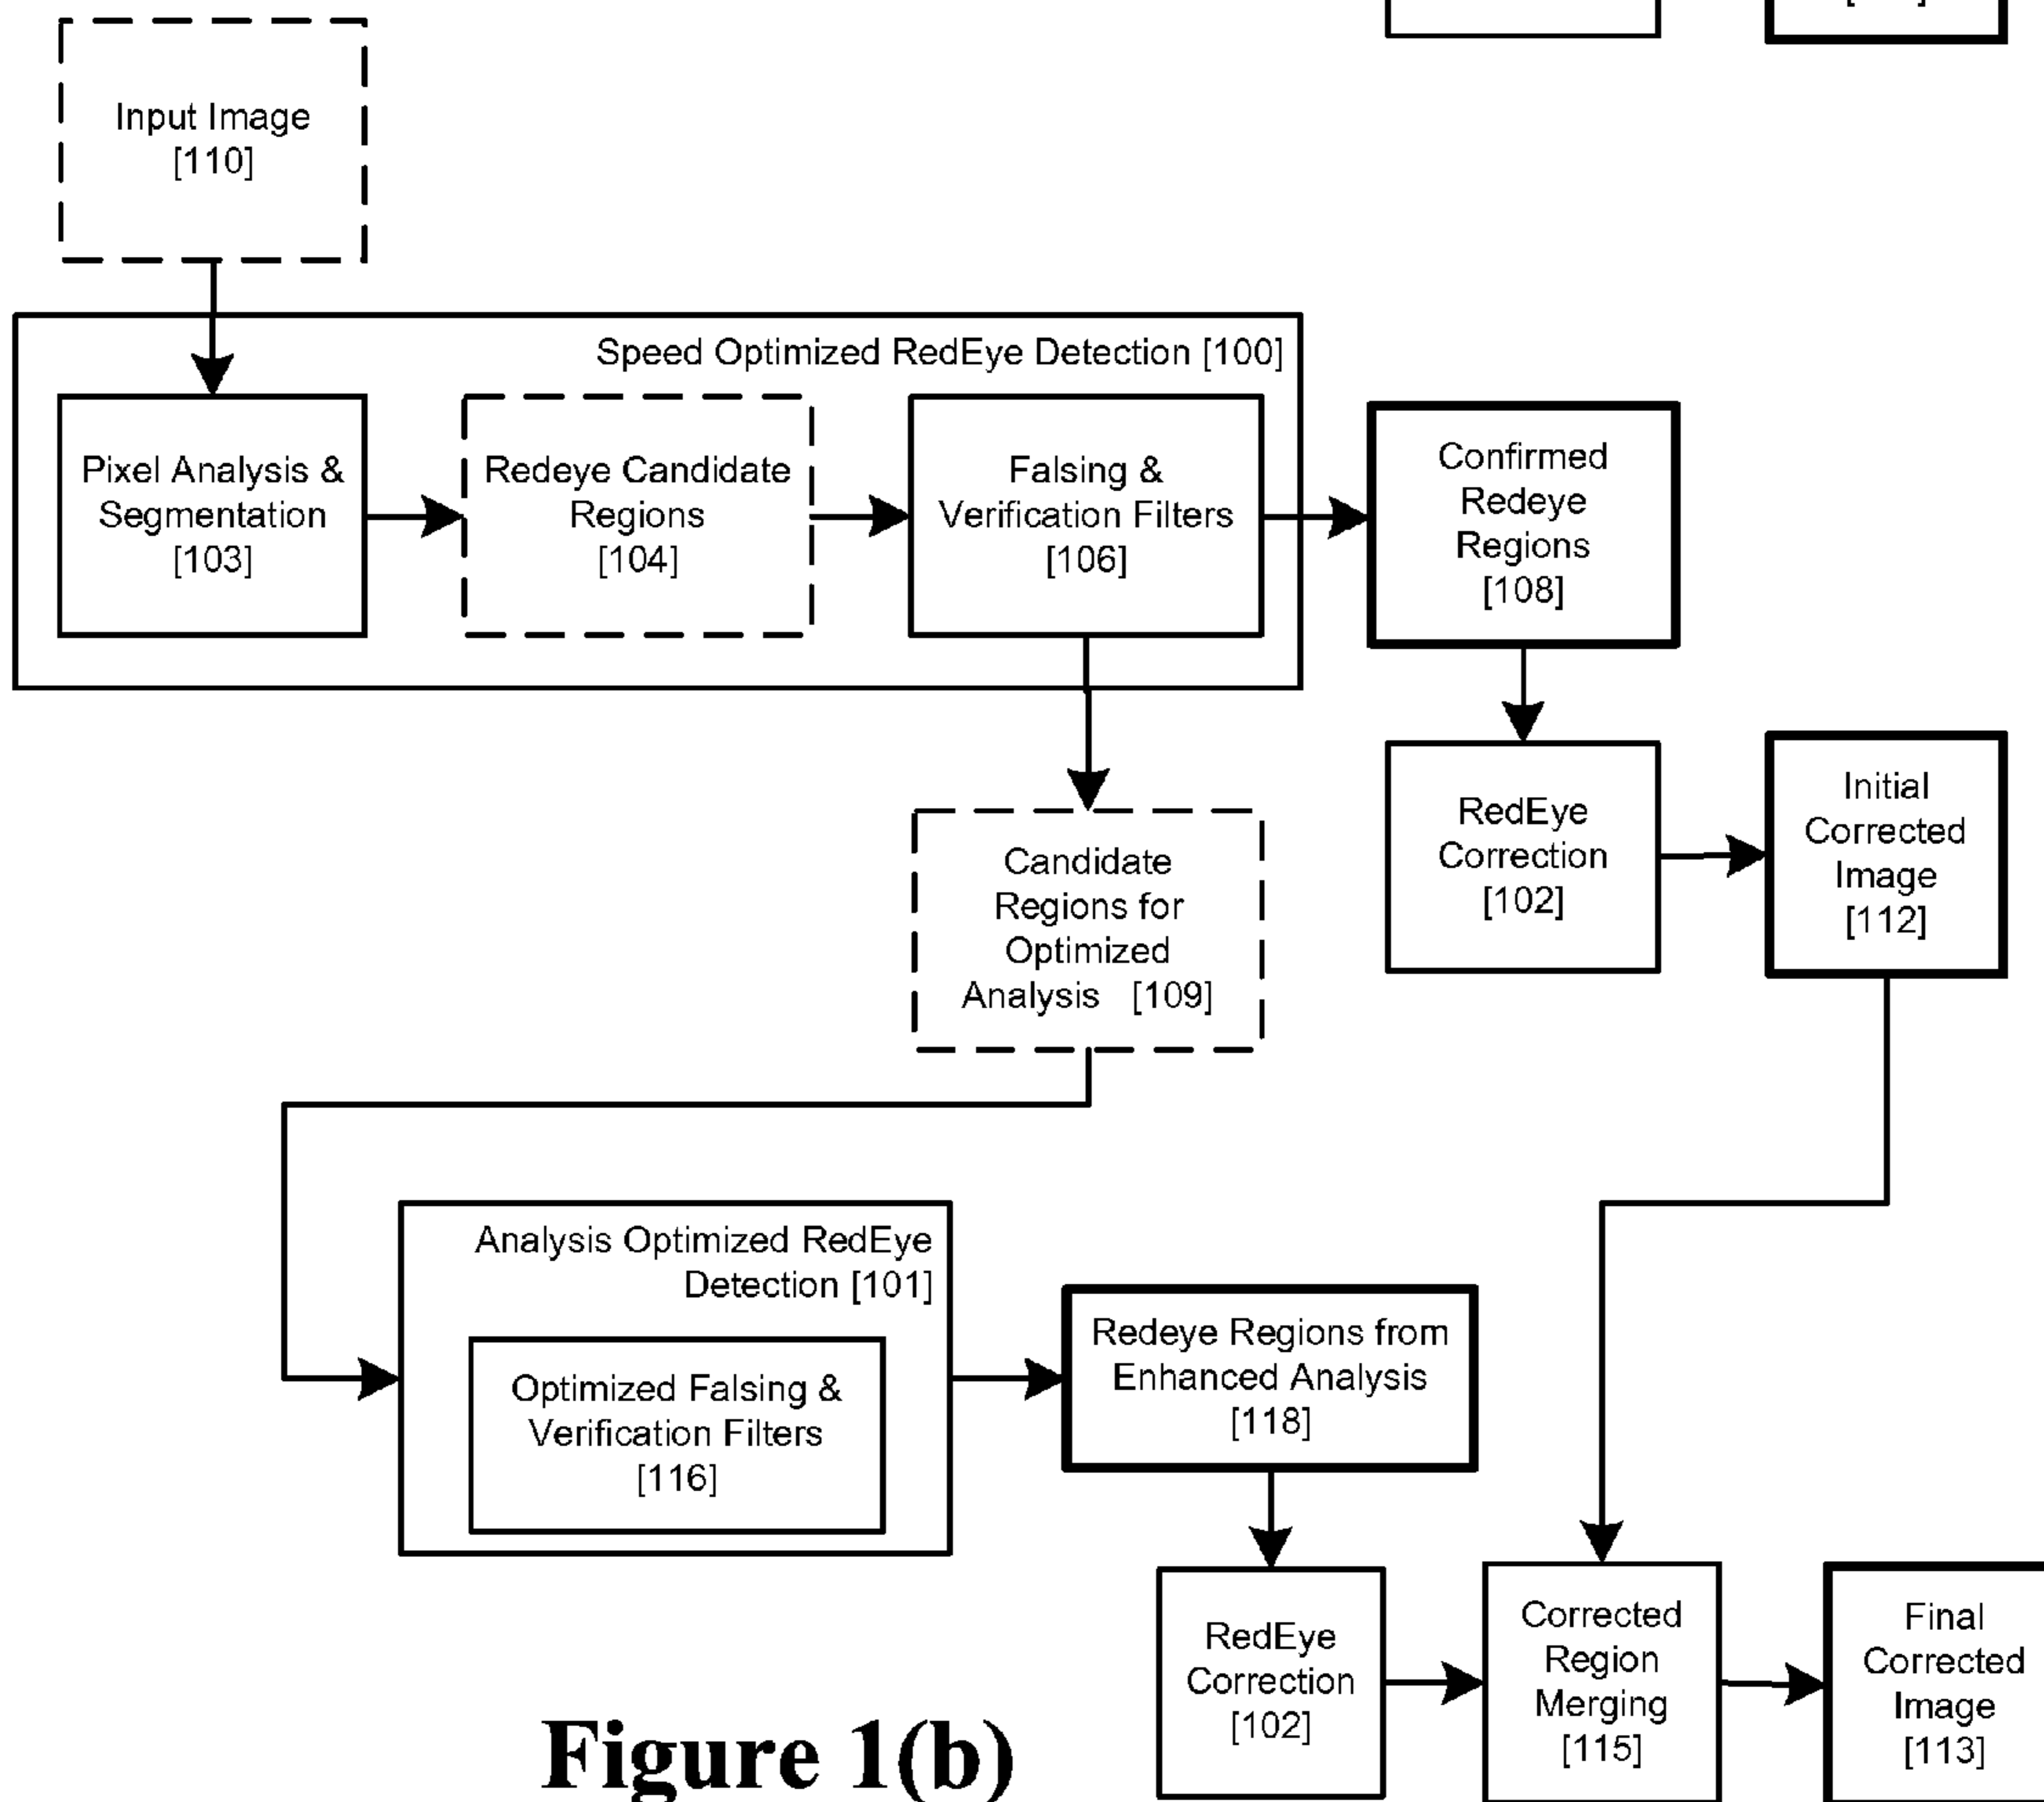 Input Image
[110]
Speed Optimized RedEye Detection [100]
Pixel Analysis &
Segmentation
[103]
Redeye Candidate
Regions
[104]
Falsing &
Verification Filters
[106]
Confirmed
Redeye
Regions
[108]
RedEye
Correction
[102]
Initial
Corrected
Image
[112]
Candidate
Regions for
Optimized
Analysis [109]
Analysis Optimized RedEye
Detection [101]
Optimized Falsing &
Verification Filters
[116]
Redeye Regions from
Enhanced Analysis
[118]
RedEye
Correction
[102]
Corrected
Region
Merging
[115]
Final
Corrected
Image
[113]
Figure 1(b)